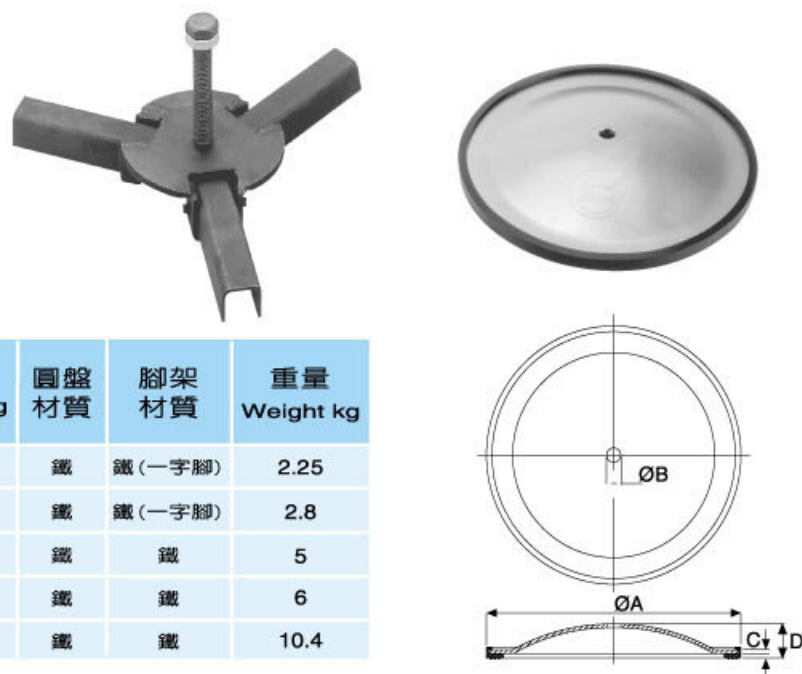 g
圓盤 腳架 重量
材質 材質 Weight kg
鐵 鐵(一字腳) 2.25
鐵 鐵(一字腳) 2.8
鐵 鐵 5
鐵 鐵 6
鐵 鐵 10.4
ØB
ØA
C D